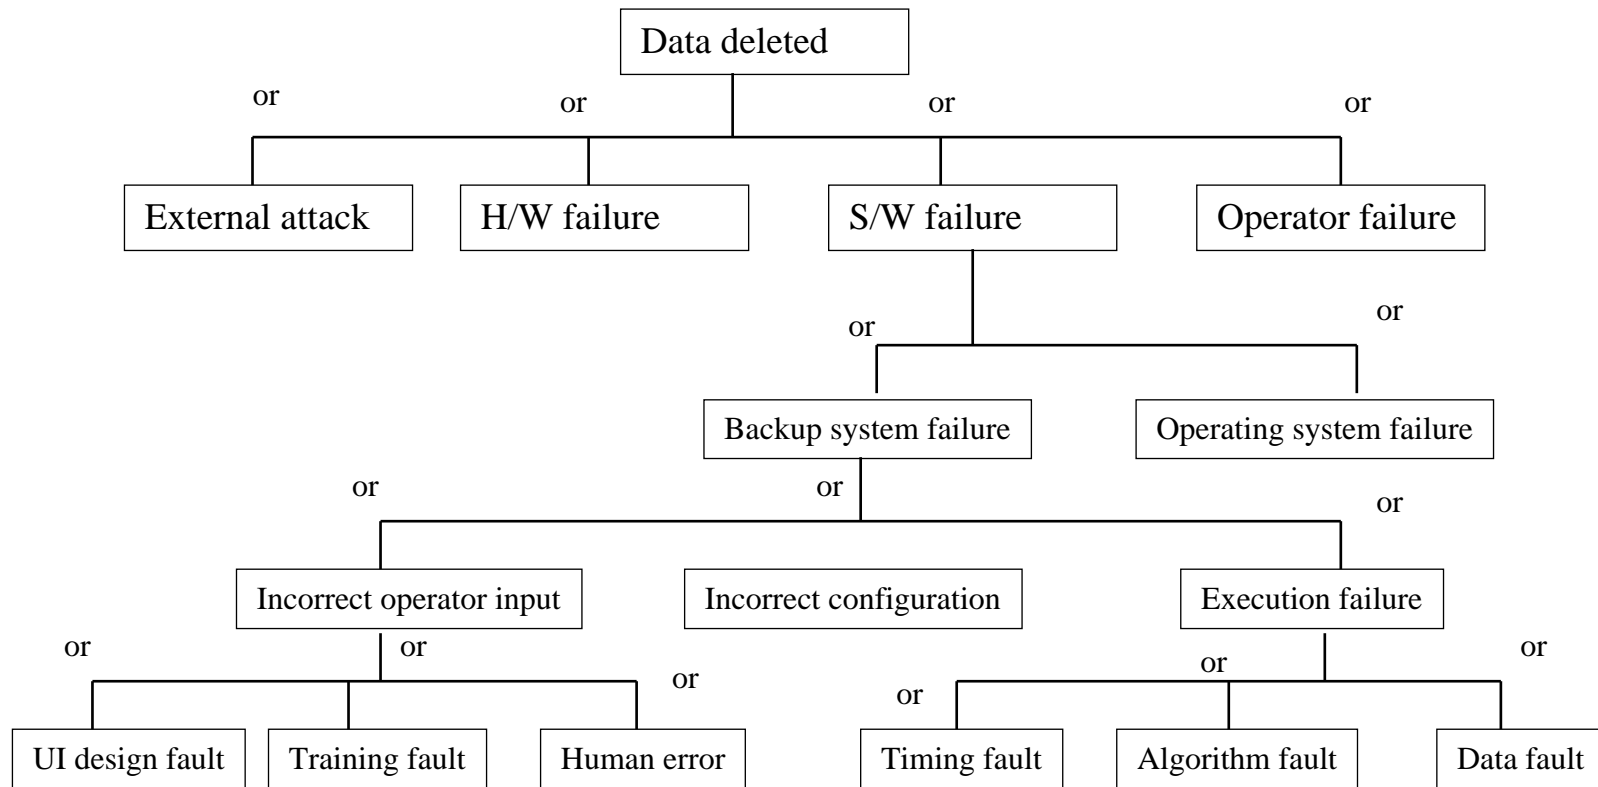 Data deleted
or
or
or
or
External attack
H/W failure
S/W failure
Operator failure
or
or
Backup system failure
Operating system failure
or
or
or
Incorrect operator input
Incorrect configuration
Execution failure
or
or
or
or
or
or
UI design fault
Training fault
Human error
Timing fault
Algorithm fault
Data fault